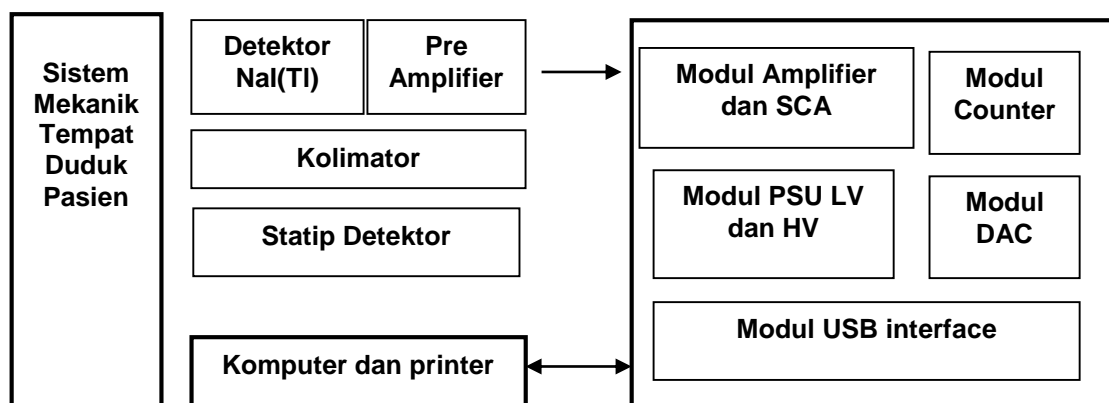 Sistem
Mekanik
Tempat
Duduk
Pasien
Detektor
NaI(Tl)
Pre
Amplifier
Kolimator
Statip Detektor
Komputer dan printer
Modul Amplifier
dan SCA
Modul
Counter
Modul PSU LV
dan HV
Modul
DAC
Modul USB interface